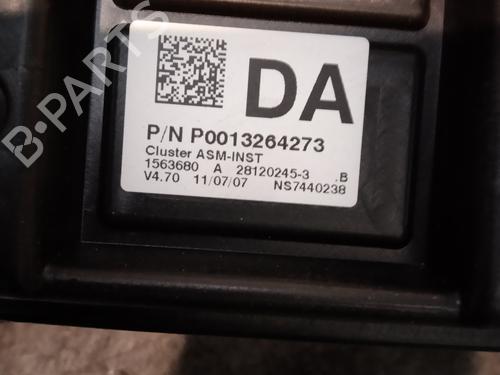 DA
P/N P0013264273
Cluster ASM-INST
1563680 A 28120245-3 .B
V4.70 11/07/07 NS7440238
B-PARTS